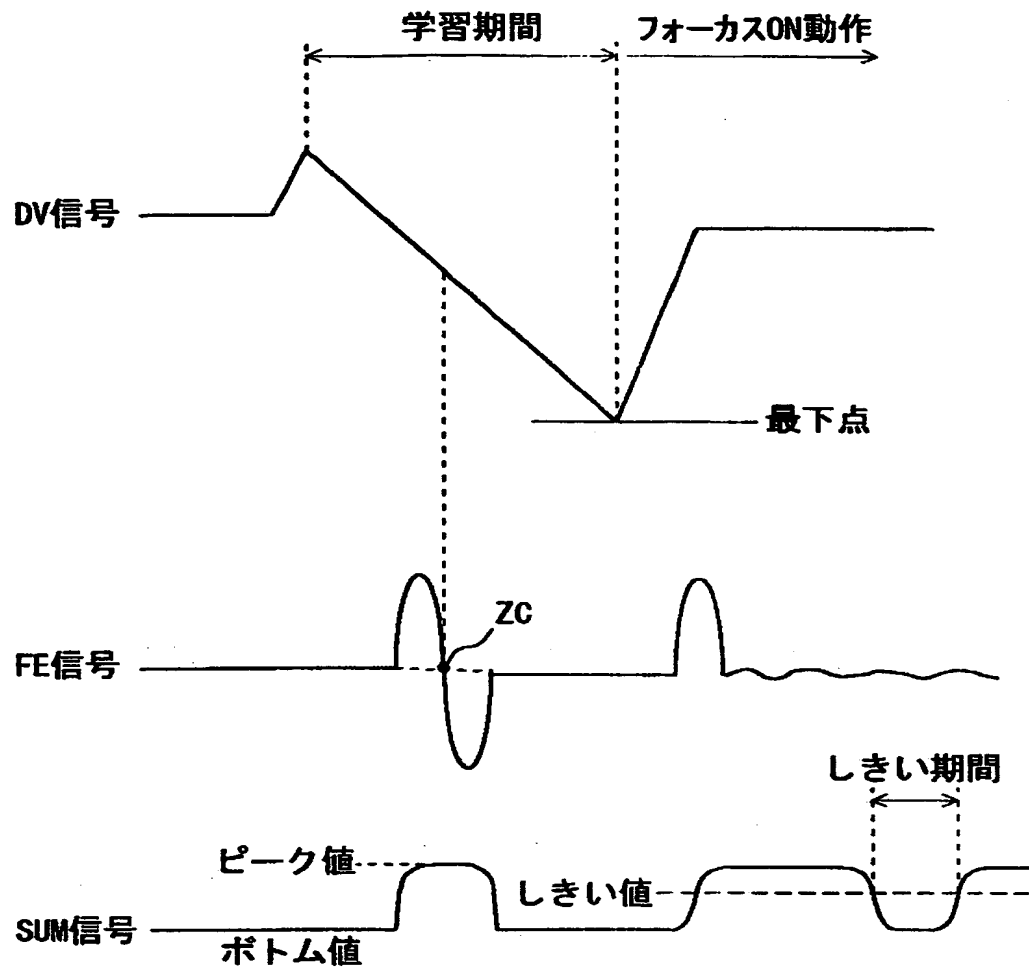 学習期間
フォーカスON動作
DV信号
最下点
ZC
FE信号
しきい期間
ピーク値
しきい値
SUM信号
ボトム値